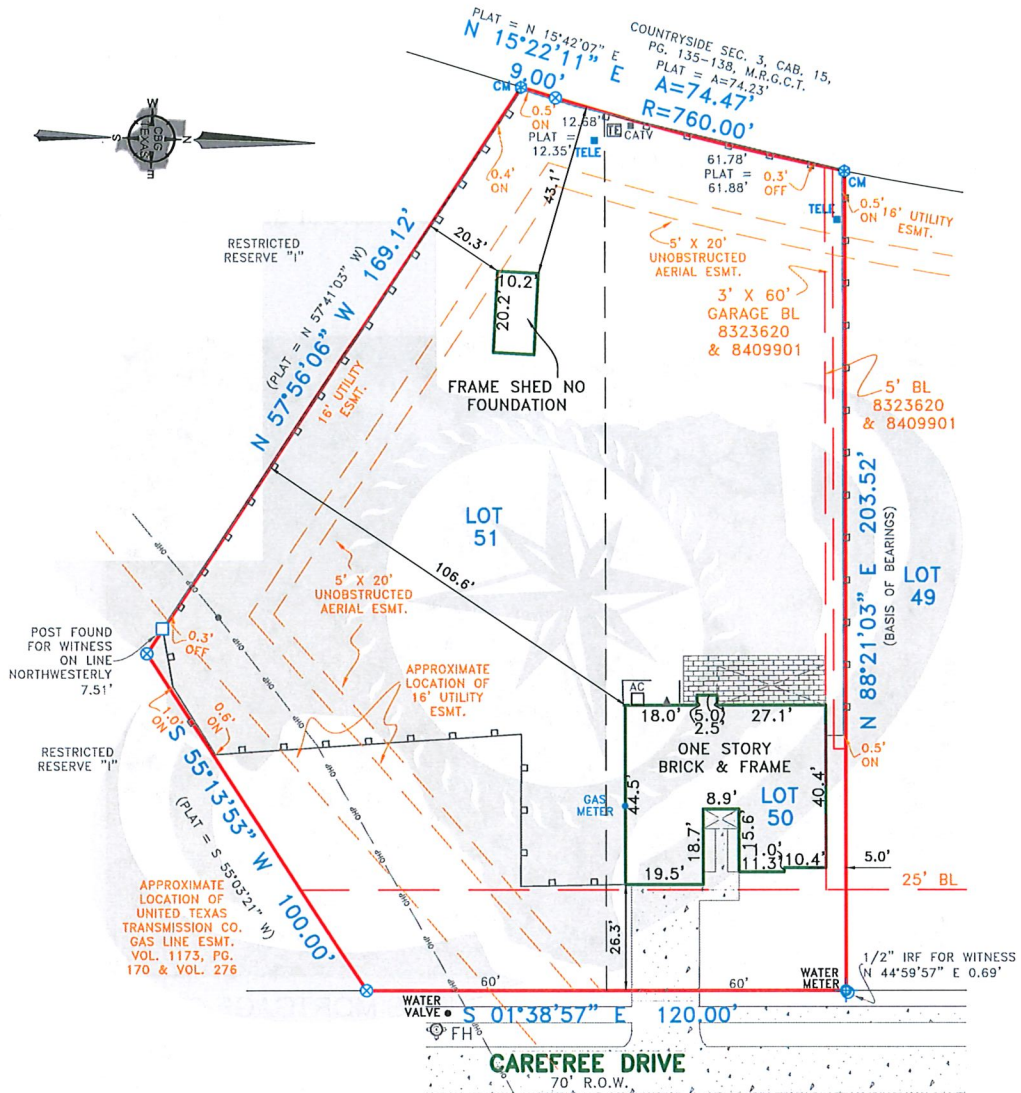 PLAT = N 15°42'07" E
N 15°22'11" E
9.00'
COUNTRYSIDE SEC. 3, CAB. 15,
PG. 135-138, M.R.G.C.T.
PLAT = A=74.23'
A=74.47'
R=760.00'
CM
0.5'
ON
12.68'
PLAT =
12.35'
TE
CATV
TELE
61.78'
PLAT =
61.88'
0.3'
OFF
CM
W
S
N
E
CBG
TEXAS
0.4'
ON
43.1'
TELE
0.5'
ON
16' UTILITY
ESMT.
RESTRICTED
RESERVE "I"
20.3'
5' X 20'
UNOBSTRUCTED
AERIAL ESMT.
10.2'
20.2'
3' X 60'
GARAGE BL
8323620
& 8409901
N 57°56'06" W 169.12'
(PLAT = N 57°41'03" W)
16' UTILITY
ESMT.
FRAME SHED NO
FOUNDATION
5' BL
8323620
& 8409901
LOT
51
N 88°21'03" E 203.52'
(BASIS OF BEARINGS)
LOT
49
OHP
106.6'
5' X 20'
UNOBSTRUCTED
AERIAL ESMT.
OHP
POST FOUND
FOR WITNESS
ON LINE
NORTHWESTERLY
7.51'
0.3'
OFF
OHP
APPROXIMATE
LOCATION OF
16' UTILITY
ESMT.
AC
18.0'
5.0'
2.5'
27.1'
1.0'
ON
0.6'
ON
ONE STORY
BRICK & FRAME
0.5'
ON
RESTRICTED
RESERVE "I"
S 55°13'53" W 100.00'
(PLAT = S 55°03'21" W)
OHP
GAS
METER
44.5'
8.9'
LOT
50
40.4'
18.7'
15.6'
1.0'
11.3'
10.4'
5.0'
OHP
19.5'
25' BL
APPROXIMATE
LOCATION OF
UNITED TEXAS
TRANSMISSION CO.
GAS LINE ESMT.
VOL. 1173, PG.
170 & VOL. 276
OHP
26.3'
1/2" IRF FOR WITNESS
N 44°59'57" E 0.69'
60'
60'
WATER
METER
WATER
VALVE
S 01°38'57" E 120.00'
FH
OHP
CAREFREE DRIVE
70' R.O.W.